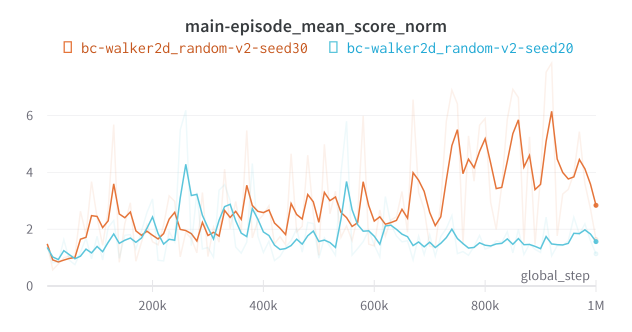 main-episode_mean_score_norm
bc-walker2d_random-v2-seed30 bc-walker2d_random-v2-seed20
6
4
2
0
global_step
200k 400k 600k 800k 1M